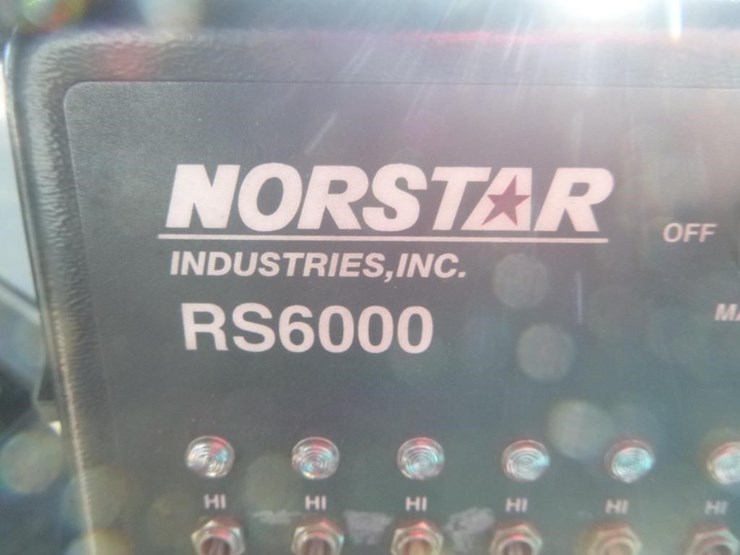 NORSTAR
OFF
INDUSTRIES, INC.
RS6000
HI HI HI HI HI HI